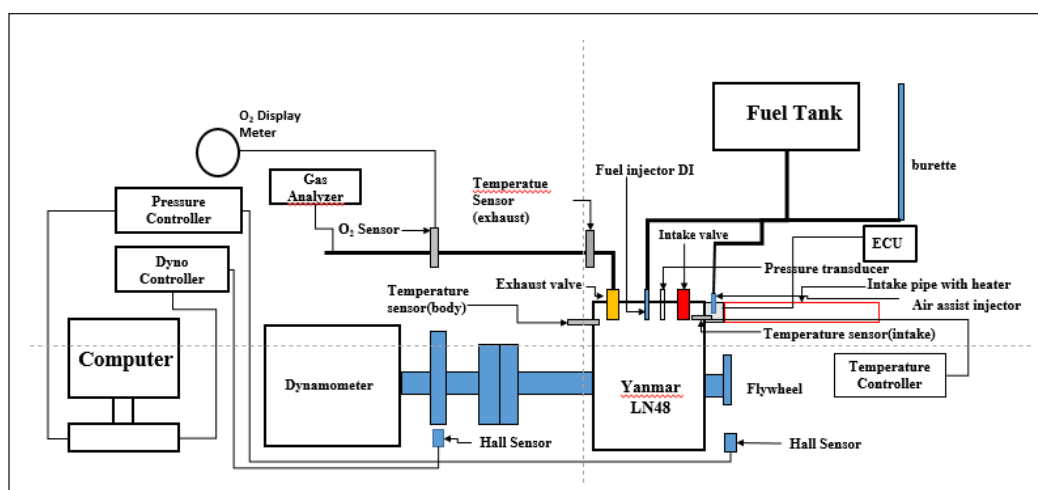 O₂ Display
Meter
Fuel Tank
burette
Gas
Analyzer
Temperatue
Sensor
(exhaust)
Fuel injector DI
Pressure
Controller
O₂ Sensor
Intake valve
ECU
Dyno
Controller
Pressure transducer
Exhaust valve
Intake pipe with heater
Temperature
sensor(body)
Air assist injector
Temperature sensor(intake)
Computer
Dynamometer
Yanmar
LN48
Flywheel
Temperature
Controller
Hall Sensor
Hall Sensor